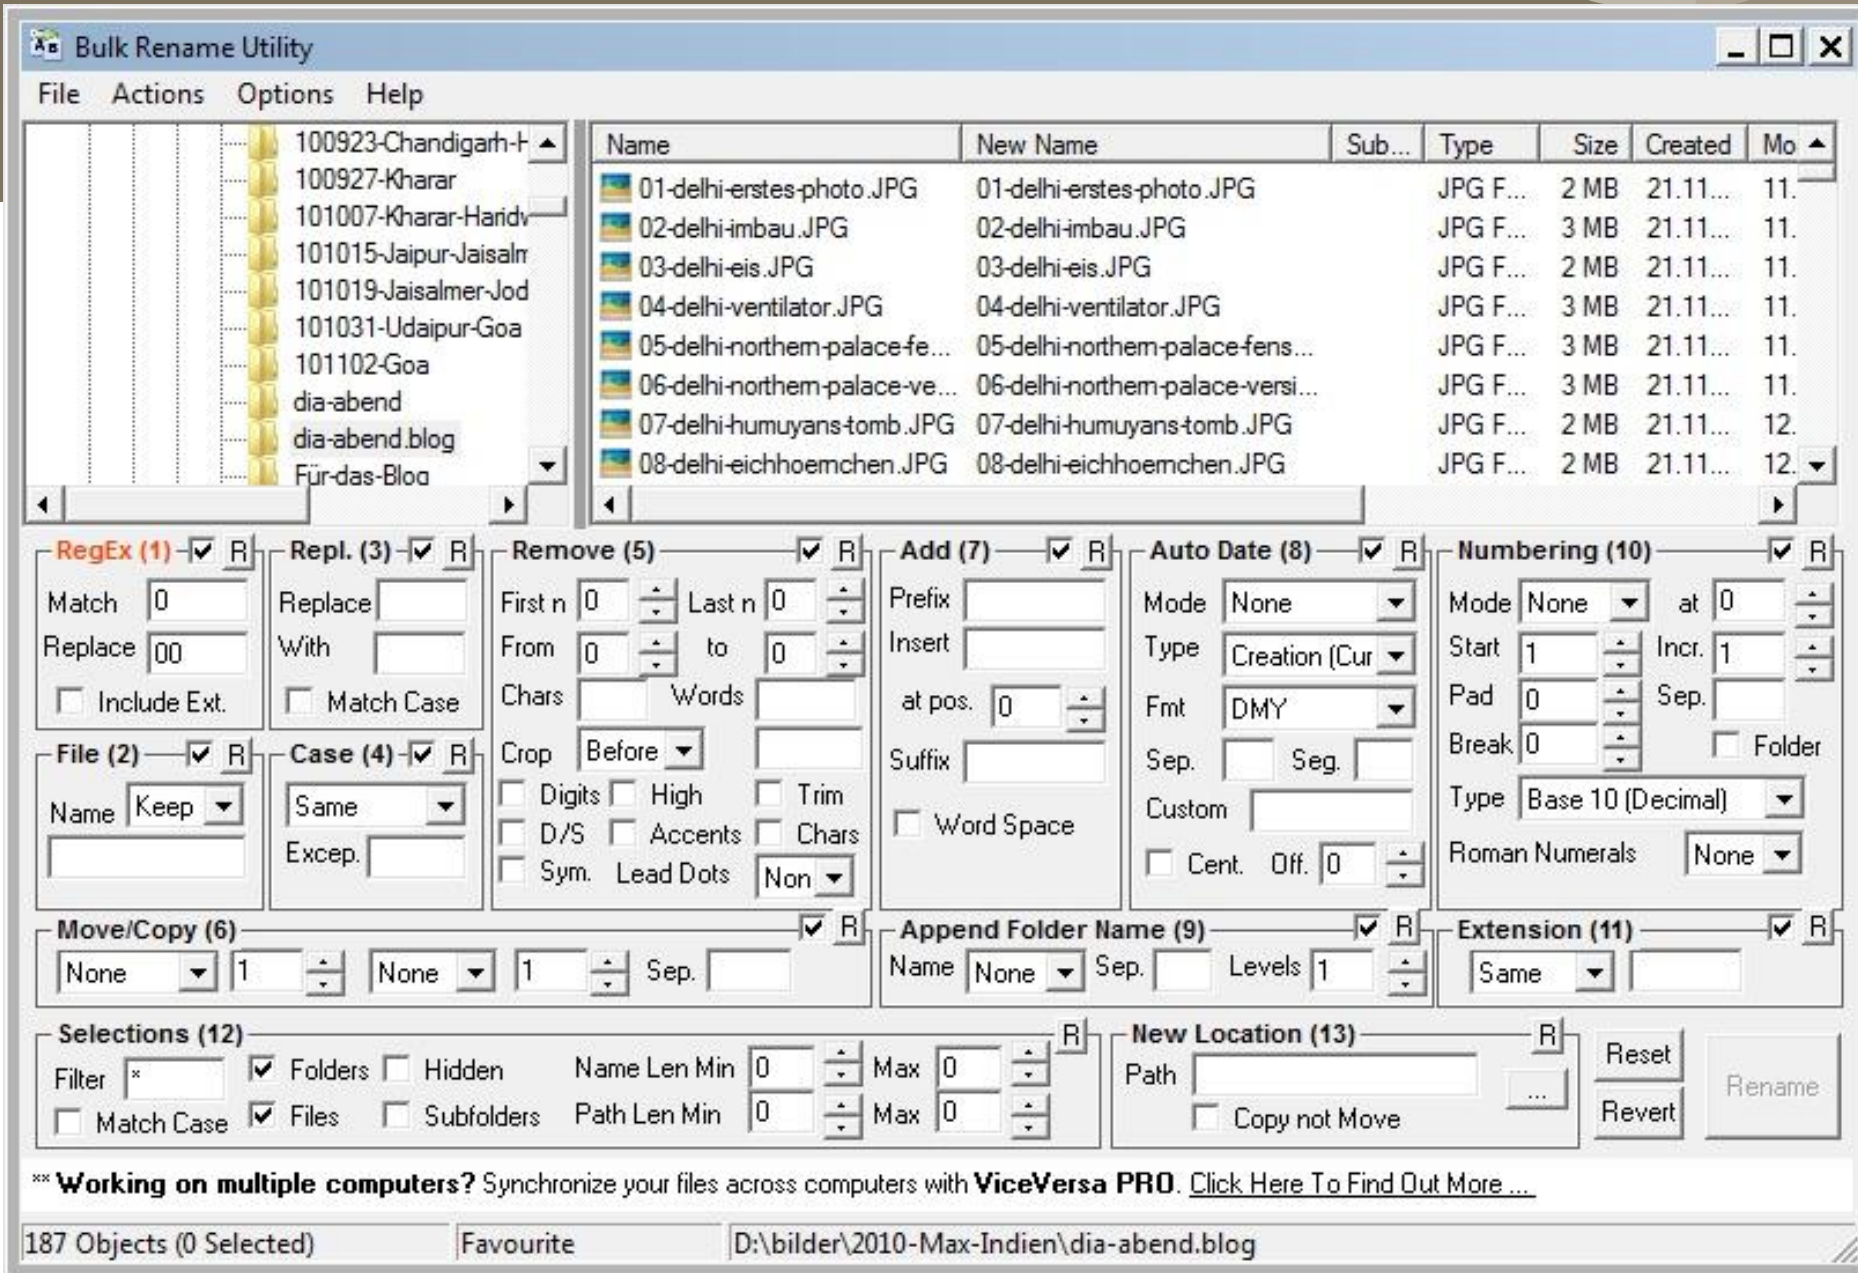 Bulk Rename Utility
File Actions Options Help
100923-Chandigarh-H
100927-Kharar
101007-Kharar-Haridv
101015-Jaipur-Jaisalm
101019-Jaisalmer-Jod
101031-Udaipur-Goa
101102-Goa
dia-abend
dia-abend.blog
Für-das-Blog
Name New Name Sub... Type Size Created Mo
01-delhi-erstes-photo.JPG 01-delhi-erstes-photo.JPG JPG F... 2 MB 21.11... 11.
02-delhi-imbau.JPG 02-delhi-imbau.JPG JPG F... 3 MB 21.11... 11.
03-delhi-eis.JPG 03-delhi-eis.JPG JPG F... 2 MB 21.11... 11.
04-delhi-ventilator.JPG 04-delhi-ventilator.JPG JPG F... 3 MB 21.11... 11.
05-delhi-northern-palace-fe... 05-delhi-northern-palace-fens... JPG F... 3 MB 21.11... 11.
06-delhi-northern-palace-ve... 06-delhi-northern-palace-versi... JPG F... 3 MB 21.11... 11.
07-delhi-humuyans-tomb.JPG 07-delhi-humuyans-tomb.JPG JPG F... 2 MB 21.11... 12.
08-delhi-eichhoernchen.JPG 08-delhi-eichhoernchen.JPG JPG F... 2 MB 21.11... 12.
RegEx (1) R
Match 0
Replace 00
Include Ext.
Repl. (3) R
Replace
With
Match Case
File (2) R
Name Keep
Case (4) R
Same
Excep.
Remove (5) R
First n 0 Last n 0
From 0 to 0
Chars Words
Crop Before
Digits High Trim
D/S Accents Chars
Sym. Lead Dots Non
Add (7) R
Prefix
Insert
at pos. 0
Suffix
Word Space
Auto Date (8) R
Mode None
Type Creation (Cur
Fmt DMY
Sep. Seg.
Custom
Cent. Off. 0
Numbering (10) R
Mode None at 0
Start 1 Incr. 1
Pad 0 Sep.
Break 0 Folder
Type Base 10 (Decimal)
Roman Numerals None
Move/Copy (6) R
None 1 None 1 Sep.
Append Folder Name (9) R
Name None Sep. Levels 1
Extension (11) R
Same
Selections (12) R
Filter * Folders Hidden Name Len Min 0 Max 0
Match Case Files Subfolders Path Len Min 0 Max 0
New Location (13) R
Path ...
Copy not Move
Reset
Revert
Rename
** Working on multiple computers? Synchronize your files across computers with ViceVersa PRO. Click Here To Find Out More ...
187 Objects (0 Selected) Favourite D:\bilder\2010-Max-Indien\dia-abend.blog